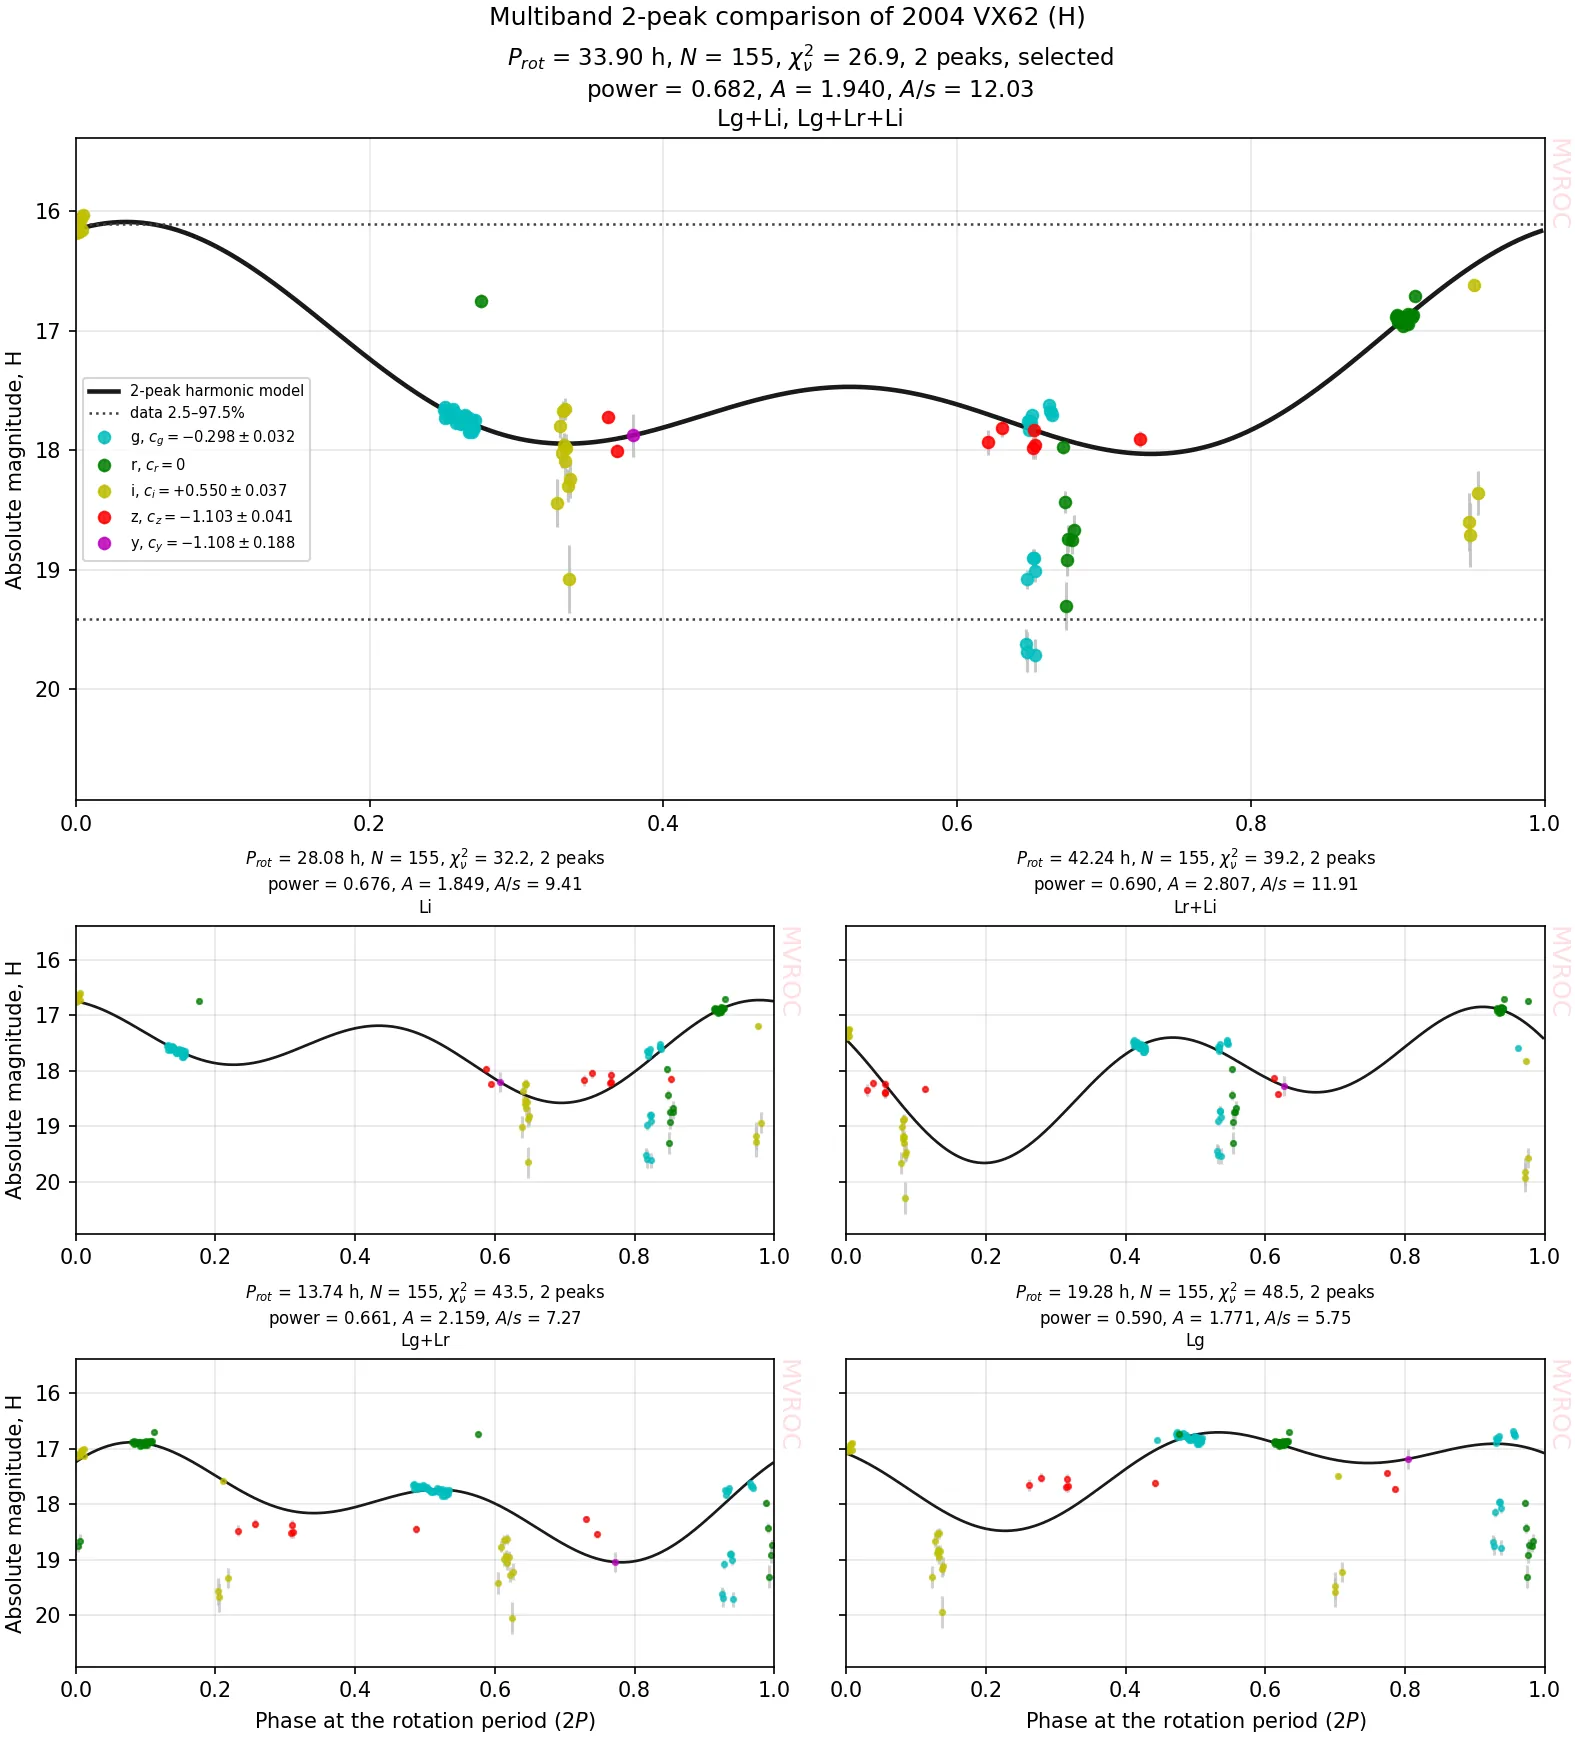 Multiband 2-peak comparison of 2004 VX62 (H)
P_rot = 33.90 h, N = 155, χ²_ν = 26.9, 2 peaks, selected
power = 0.682, A = 1.940, A/s = 12.03
Lg+Li, Lg+Lr+Li
MVROC
Absolute magnitude, H
16
17
18
19
20
2-peak harmonic model
data 2.5–97.5%
g, c_g = −0.298 ± 0.032
r, c_r = 0
i, c_i = +0.550 ± 0.037
z, c_z = −1.103 ± 0.041
y, c_y = −1.108 ± 0.188
0.0 0.2 0.4 0.6 0.8 1.0
P_rot = 28.08 h, N = 155, χ²_ν = 32.2, 2 peaks
power = 0.676, A = 1.849, A/s = 9.41
Li
MVROC
Absolute magnitude, H
16
17
18
19
20
0.0 0.2 0.4 0.6 0.8 1.0
P_rot = 42.24 h, N = 155, χ²_ν = 39.2, 2 peaks
power = 0.690, A = 2.807, A/s = 11.91
Lr+Li
MVROC
0.0 0.2 0.4 0.6 0.8 1.0
P_rot = 13.74 h, N = 155, χ²_ν = 43.5, 2 peaks
power = 0.661, A = 2.159, A/s = 7.27
Lg+Lr
MVROC
Absolute magnitude, H
16
17
18
19
20
0.0 0.2 0.4 0.6 0.8 1.0
Phase at the rotation period (2P)
P_rot = 19.28 h, N = 155, χ²_ν = 48.5, 2 peaks
power = 0.590, A = 1.771, A/s = 5.75
Lg
MVROC
0.0 0.2 0.4 0.6 0.8 1.0
Phase at the rotation period (2P)